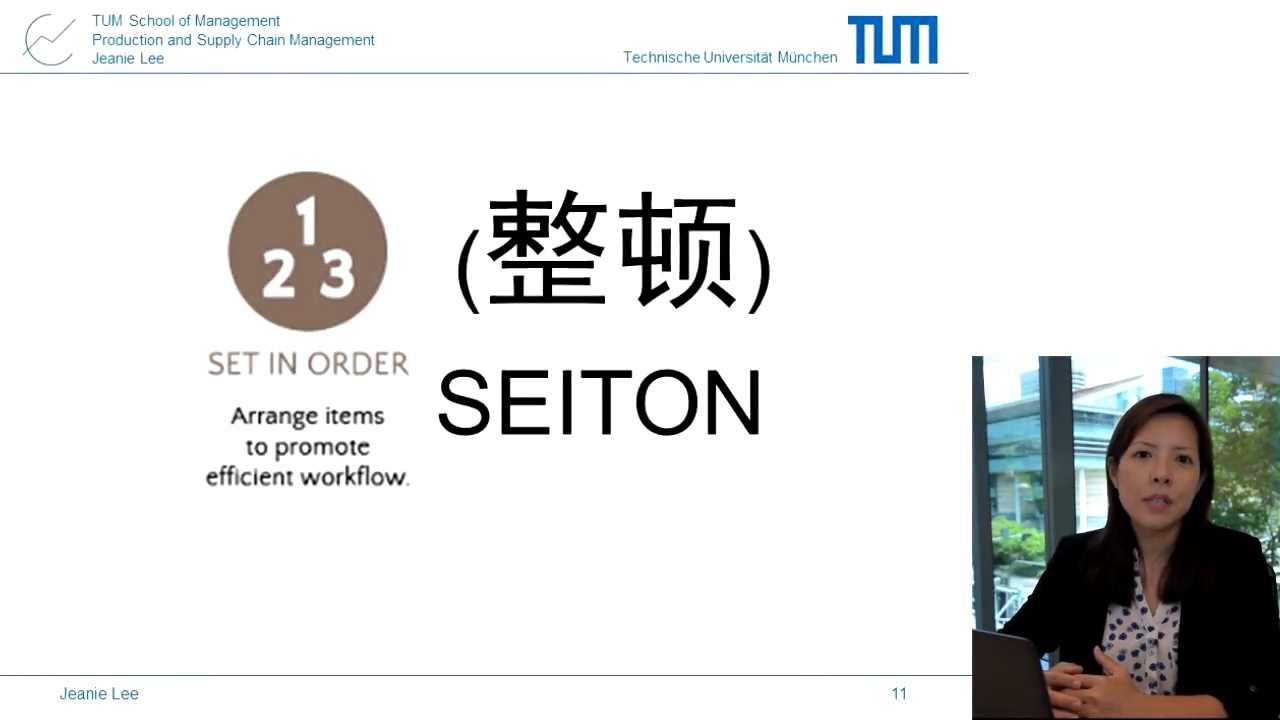 TUM School of Management
Production and Supply Chain Management
Jeanie Lee
Technische Universität München
TUM
1
2 3
SET IN ORDER
Arrange items
to promote
efficient workflow.
(整顿)
SEITON
Jeanie Lee
11